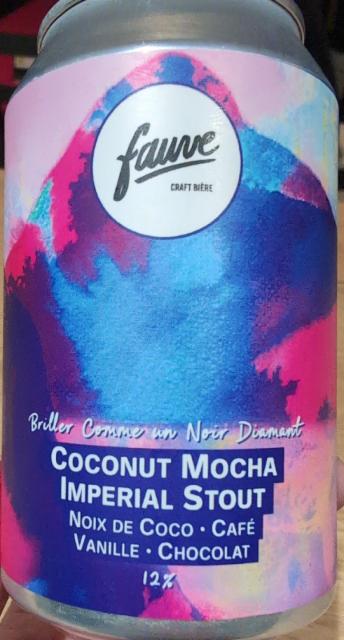 fauve
CRAFT BIÈRE
Briller Comme un Noir Diamant
COCONUT MOCHA
IMPERIAL STOUT
NOIX DE COCO · CAFÉ
VANILLE · CHOCOLAT
12%